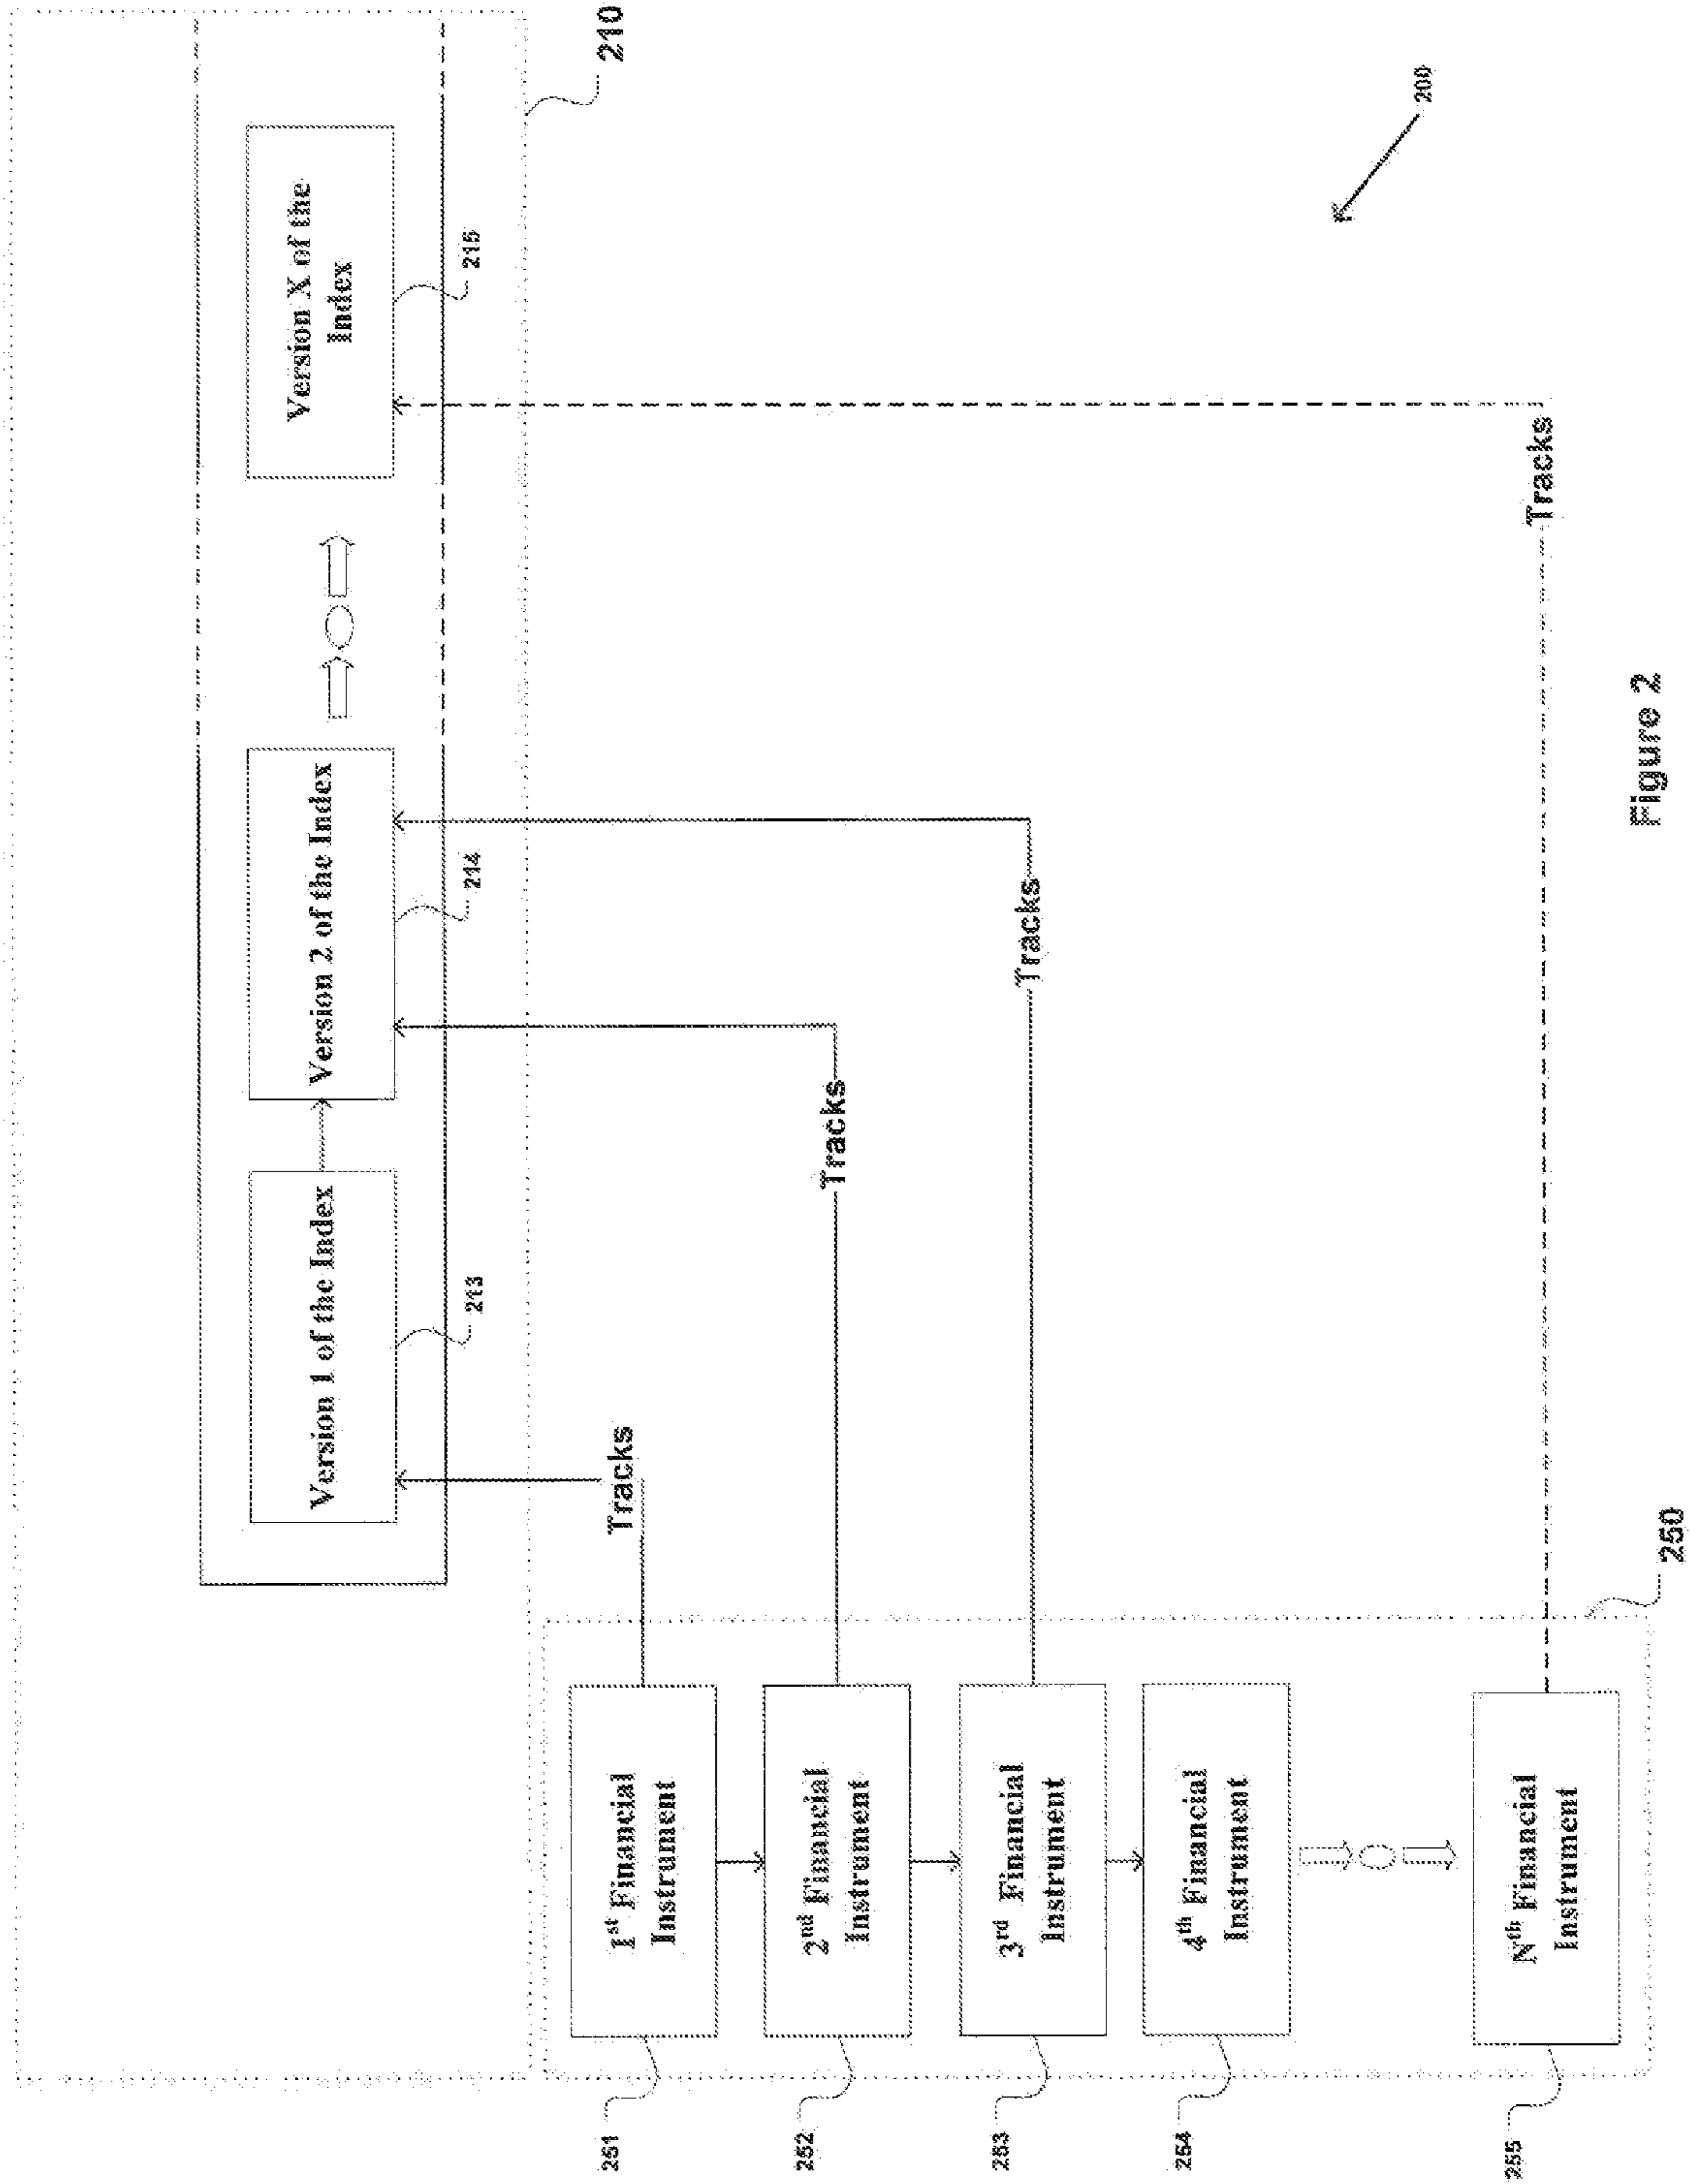 210
Version 1 of the Index
Version 2 of the Index
Version X of the
Index
213
214
215
251
1st Financial
Instrument
Tracks
252
2nd Financial
Instrument
Tracks
253
3rd Financial
Instrument
Tracks
254
4th Financial
Instrument
200
255
Nth Financial
Instrument
Tracks
250
Figure 2